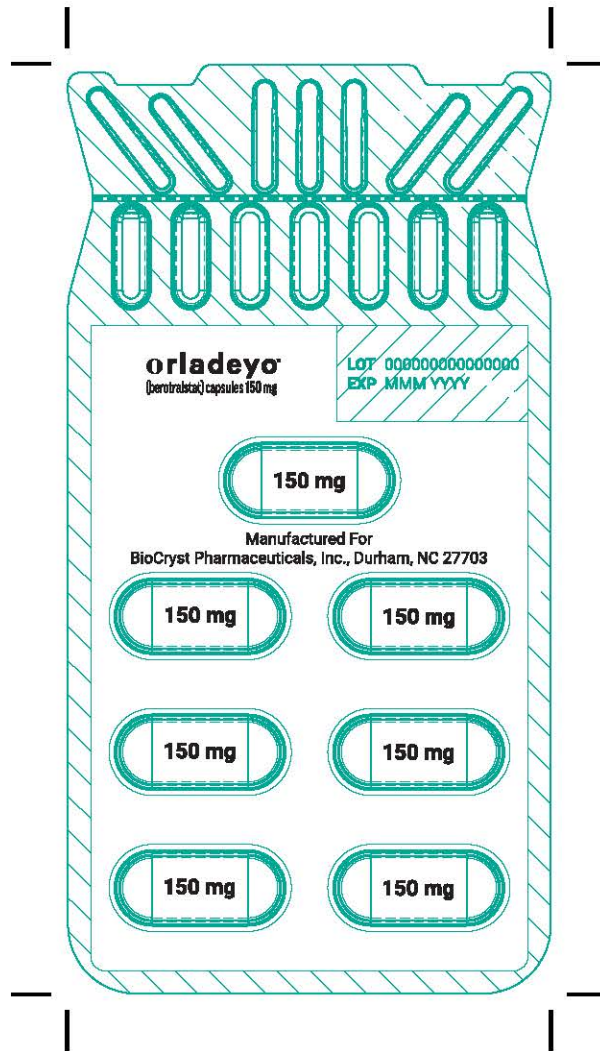 orladeyo
(berotralstat) capsules 150 mg
LOT 000000000000000
EXP MMM YYYY
150 mg
Manufactured For
BioCryst Pharmaceuticals, Inc., Durham, NC 27703
150 mg 150 mg
150 mg 150 mg
150 mg 150 mg